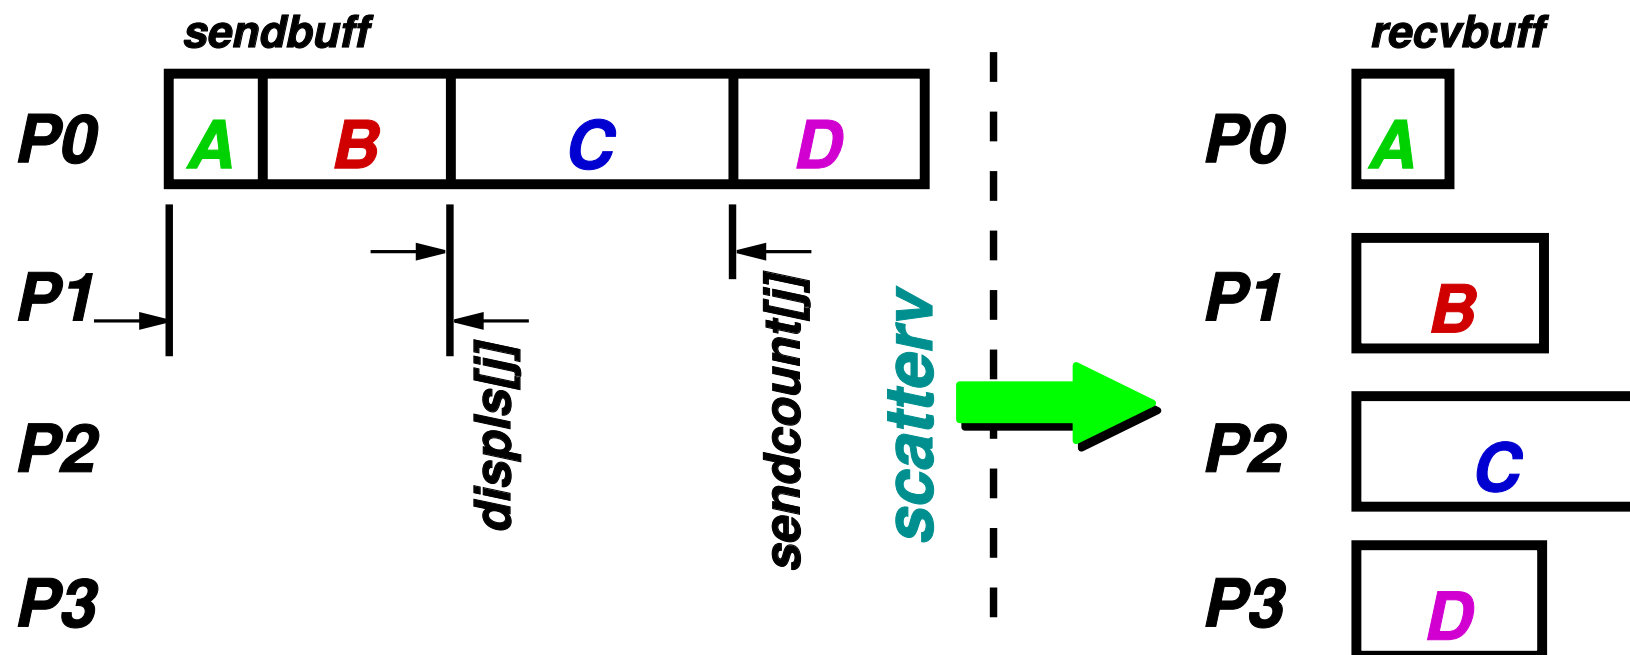 sendbuff
recvbuff
P0 A B C D P0 A
P1 P1 B
displs[j]
sendcount[j]
scatterv
P2 P2 C
P3 P3 D